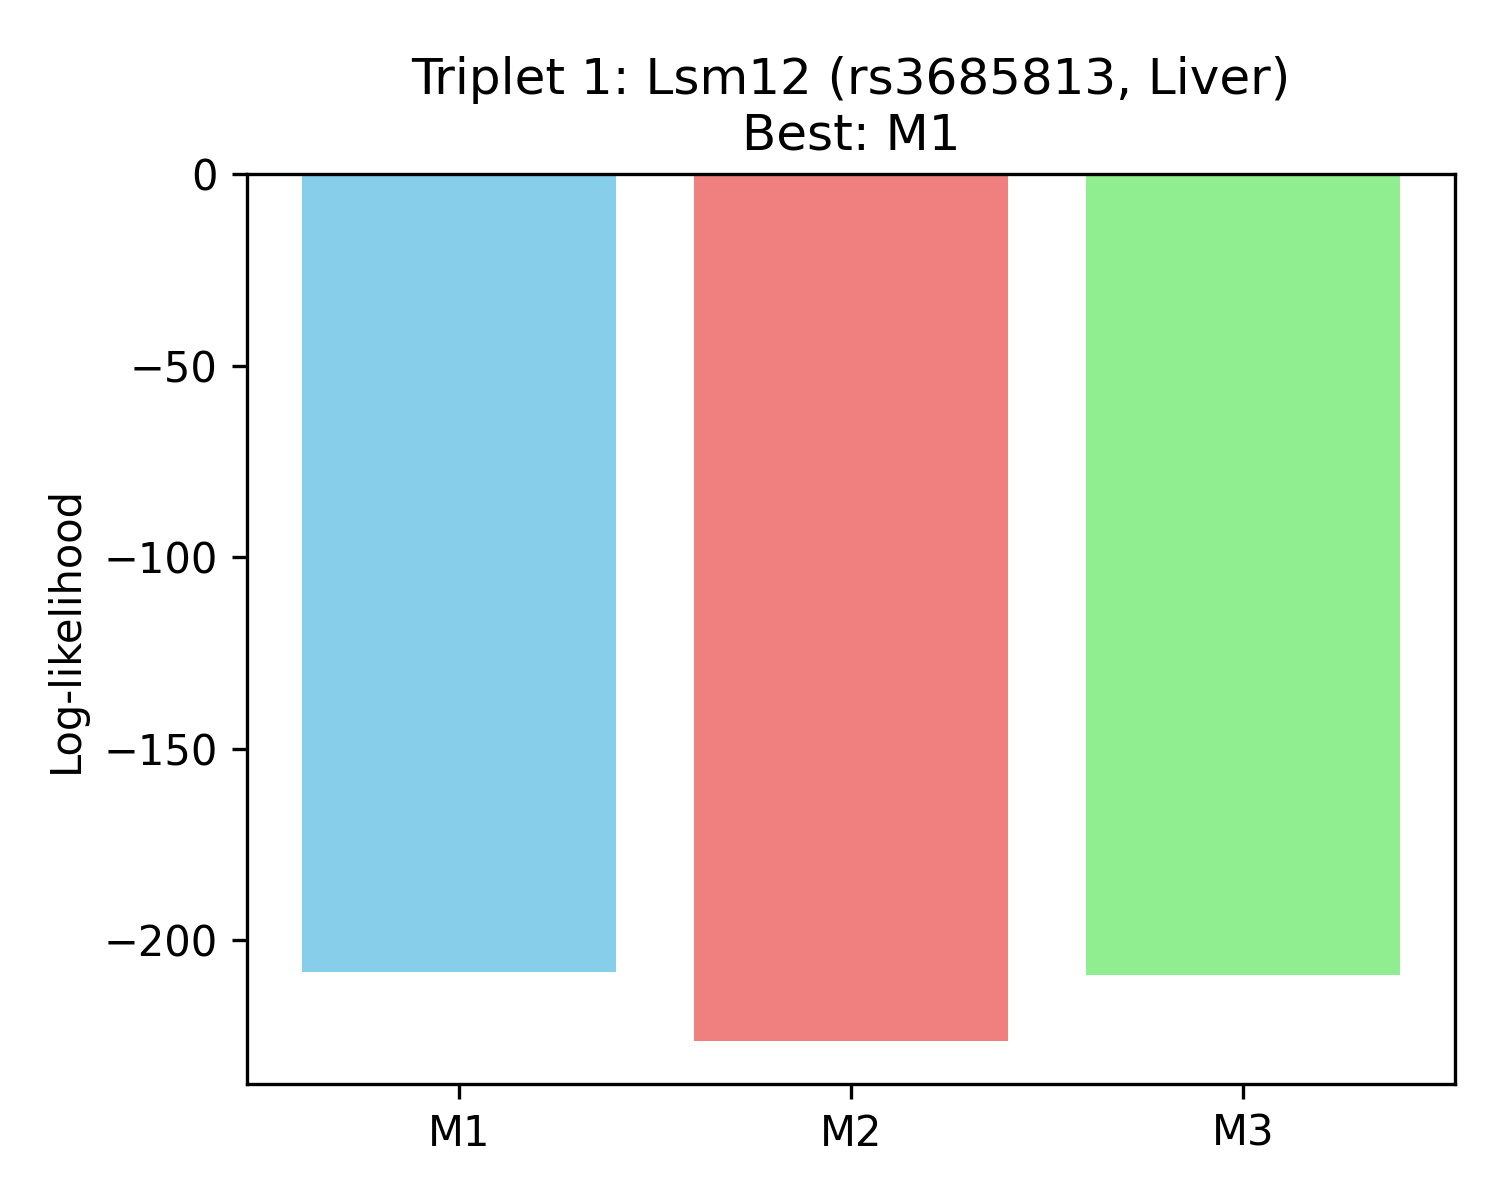 Triplet 1: Lsm12 (rs3685813, Liver)
Best: M1
Log-likelihood
0
−50
−100
−150
−200
M1
M2
M3